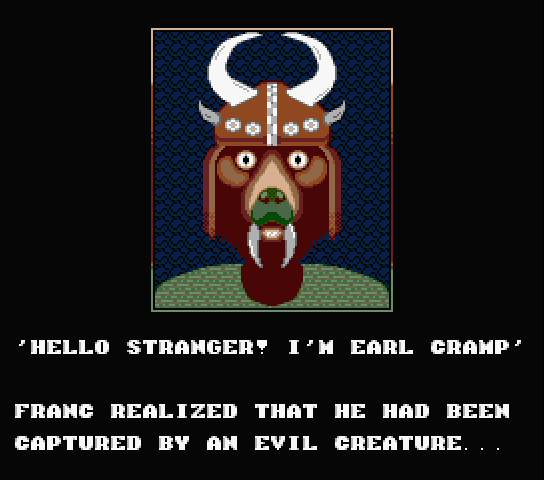 'HELLO STRANGER! I'M EARL CRAMP'
FRANC REALIZED THAT HE HAD BEEN
CAPTURED BY AN EVIL CREATURE...